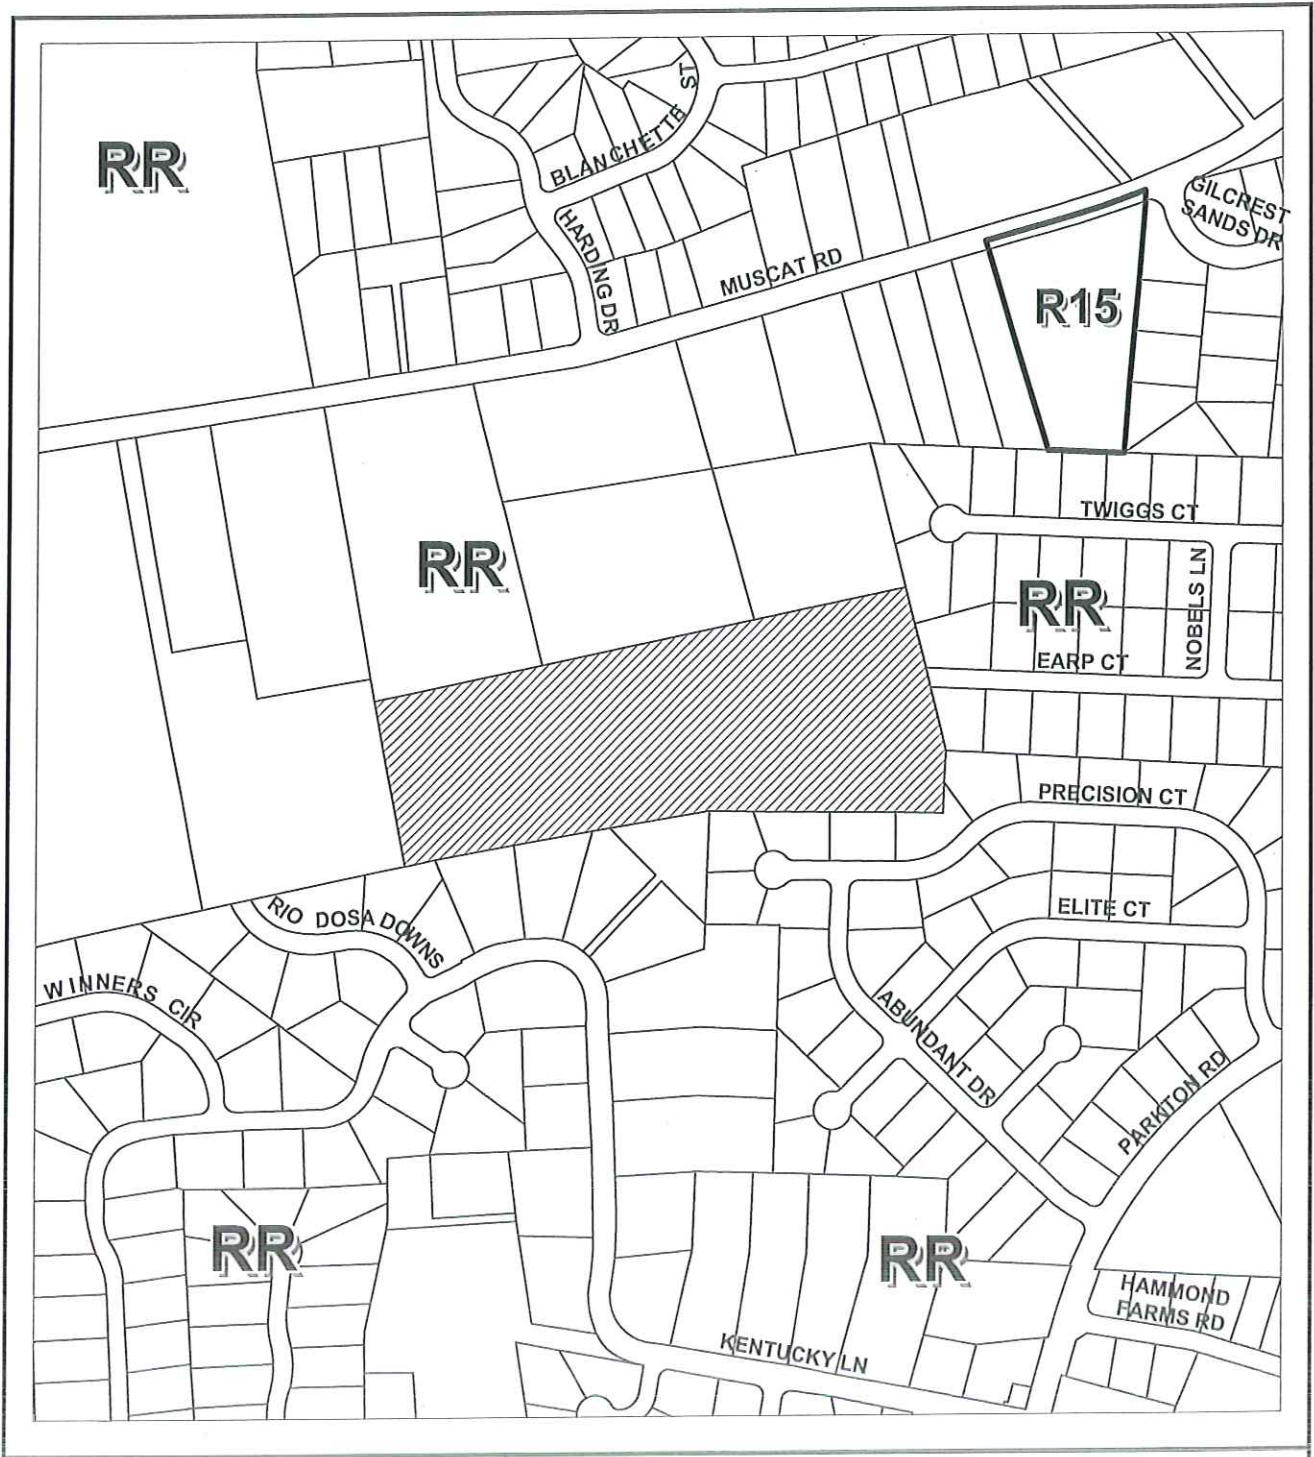 RR
BLANCHETTE ST
HARDING DR
MUSCAT RD
GILCREST
SANDS DR
R15
TWIGGS CT
RR
RR
NOBELS LN
EARP CT
PRECISION CT
ELITE CT
RIO DOSA DOWNS
WINNERS CIR
ABUNDANT DR
PARKTON RD
RR
RR
HAMMOND
FARMS RD
KENTUCKY LN